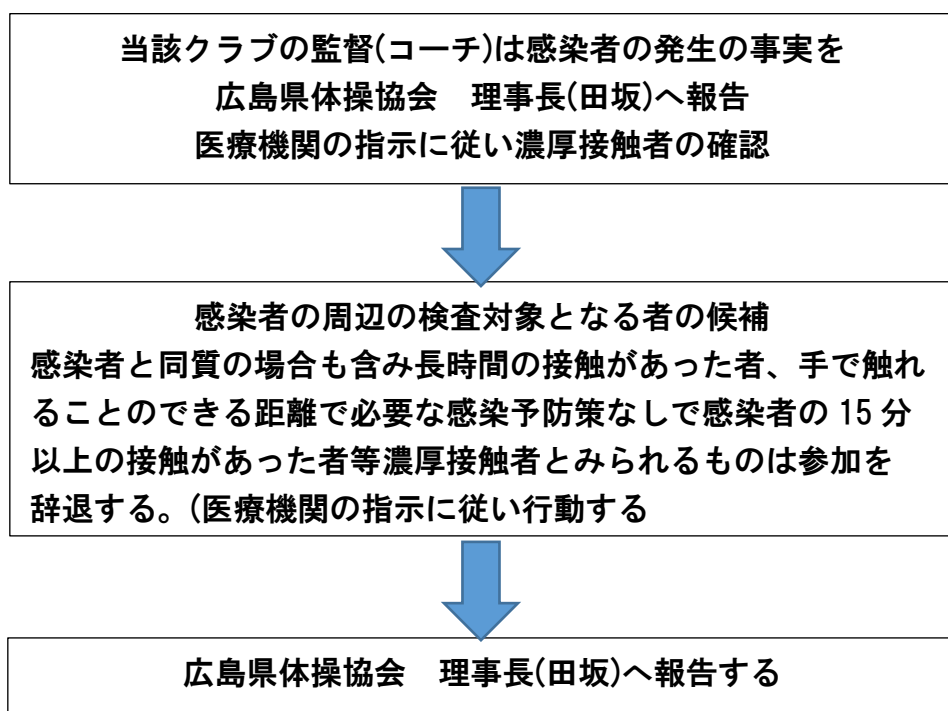 当該クラブの監督(コーチ)は感染者の発生の事実を
広島県体操協会　理事長(田坂)へ報告
医療機関の指示に従い濃厚接触者の確認
感染者の周辺の検査対象となる者の候補
感染者と同質の場合も含み長時間の接触があった者、手で触れ
ることのできる距離で必要な感染予防策なしで感染者の 15 分
以上の接触があった者等濃厚接触者とみられるものは参加を
辞退する。(医療機関の指示に従い行動する
広島県体操協会　理事長(田坂)へ報告する